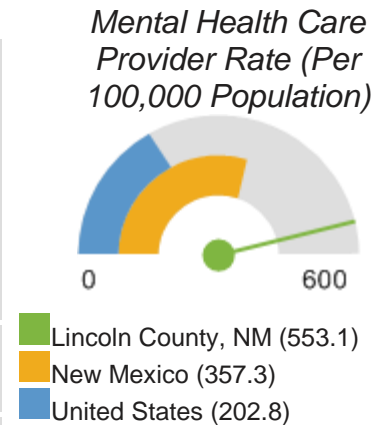 Mental Health Care
Provider Rate (Per
100,000 Population)
0 600
Lincoln County, NM (553.1)
New Mexico (357.3)
United States (202.8)